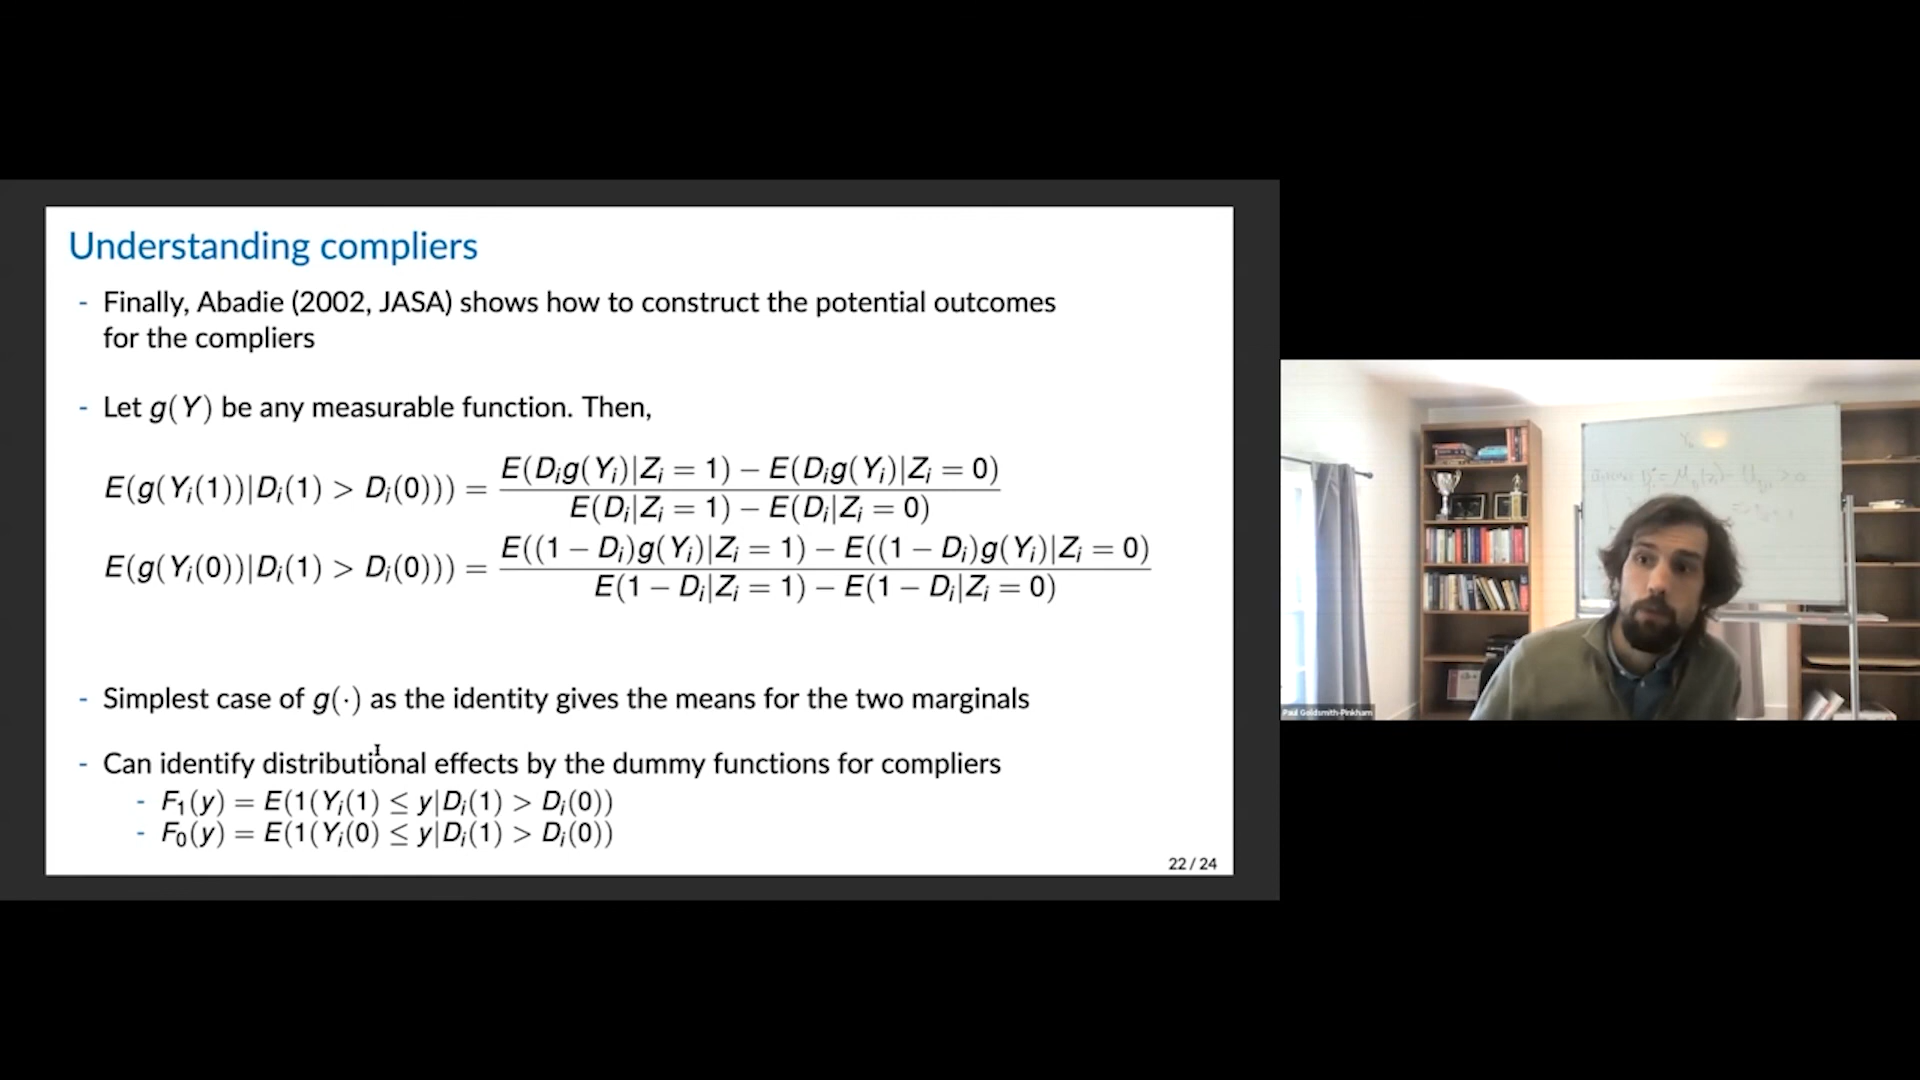 Understanding compliers
- Finally, Abadie (2002, JASA) shows how to construct the potential outcomes
for the compliers
- Let g(Y) be any measurable function. Then,
E(g(Y_i(1))|D_i(1) > D_i(0))) = \frac{E(D_i g(Y_i)|Z_i = 1) − E(D_i g(Y_i)|Z_i = 0)}{E(D_i|Z_i = 1) − E(D_i|Z_i = 0)}
E(g(Y_i(0))|D_i(1) > D_i(0))) = \frac{E((1 − D_i)g(Y_i)|Z_i = 1) − E((1 − D_i)g(Y_i)|Z_i = 0)}{E(1 − D_i|Z_i = 1) − E(1 − D_i|Z_i = 0)}
- Simplest case of g(·) as the identity gives the means for the two marginals
- Can identify distributional effects by the dummy functions for compliers
- F_1(y) = E(1(Y_i(1) ≤ y|D_i(1) > D_i(0))
- F_0(y) = E(1(Y_i(0) ≤ y|D_i(1) > D_i(0))
22 / 24
Paul Goldsmith-Pinkham